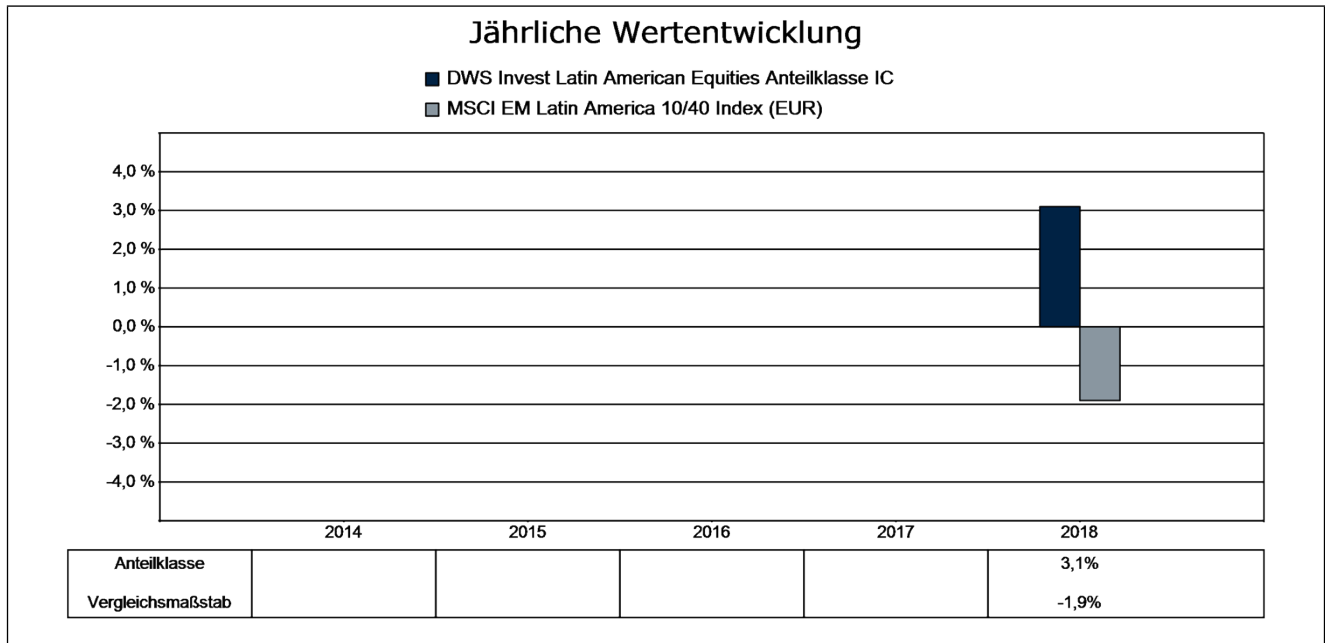 Jährliche Wertentwicklung
DWS Invest Latin American Equities Anteilklasse IC
MSCI EM Latin America 10/40 Index (EUR)
4,0 %
3,0 %
2,0 %
1,0 %
0,0 %
-1,0 %
-2,0 %
-3,0 %
-4,0 %
2014 2015 2016 2017 2018
Anteilklasse 3,1%
Vergleichsmaßstab -1,9%